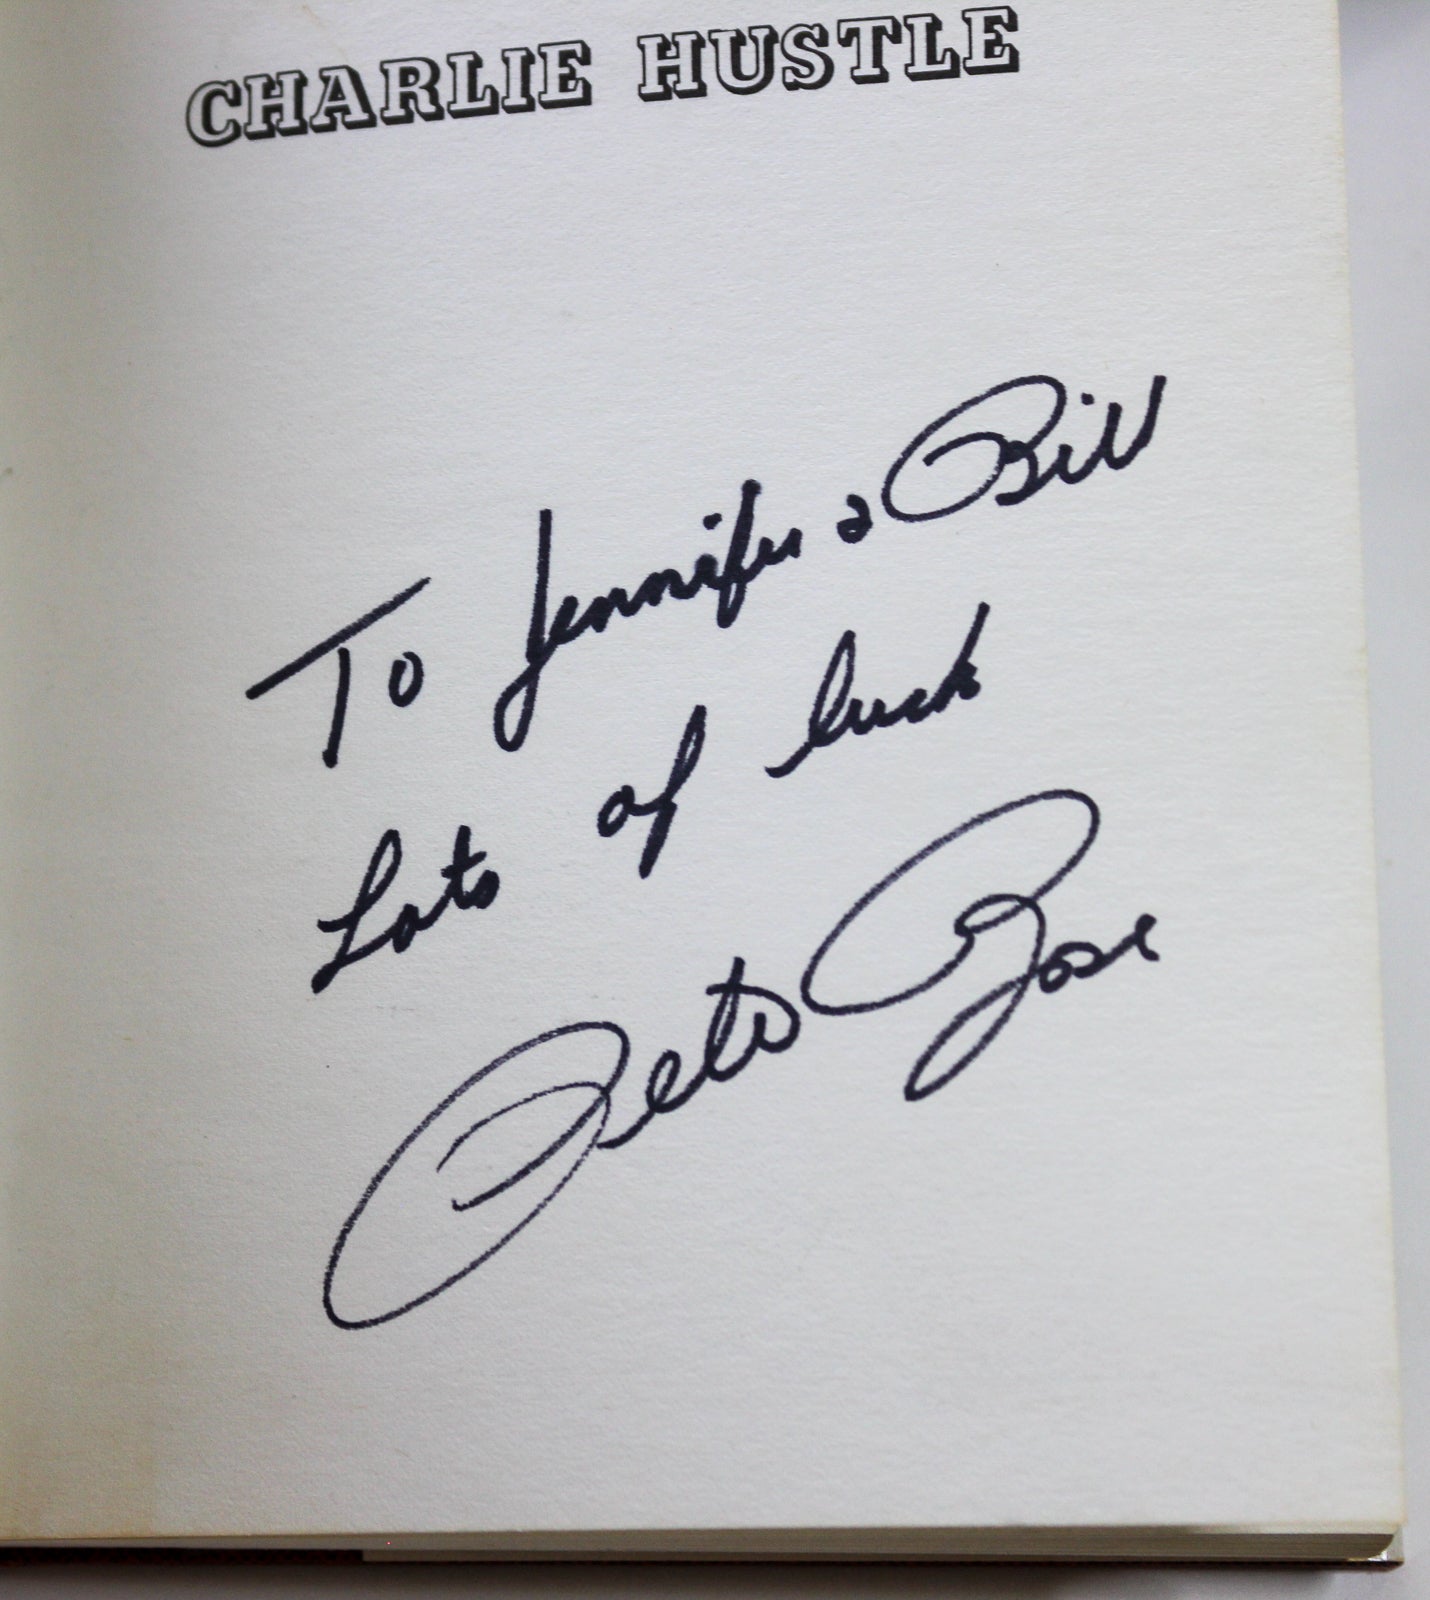 CHARLIE HUSTLE
To Jennifer & Bill
Lots of luck
Pete Rose